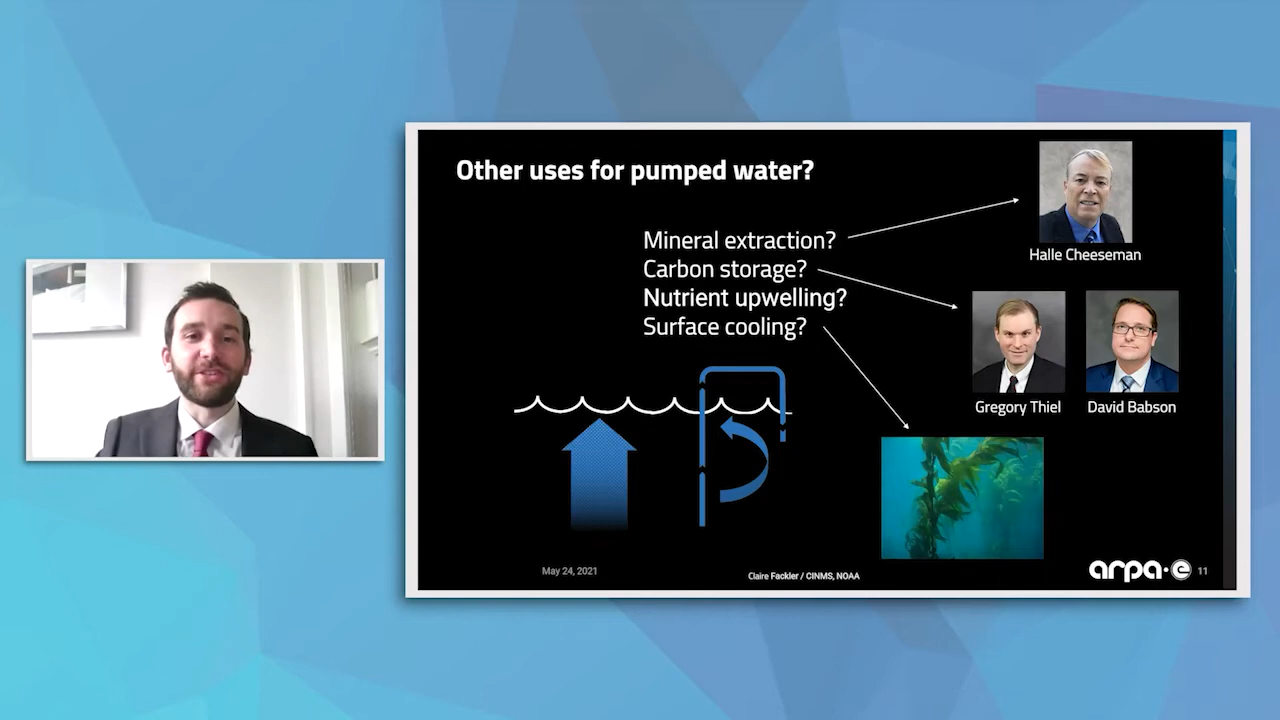 Other uses for pumped water?
Mineral extraction?
Carbon storage?
Nutrient upwelling?
Surface cooling?
Halle Cheeseman
Gregory Thiel
David Babson
May 24, 2021
Claire Fackler / CINMS, NOAA
arpa·e
11